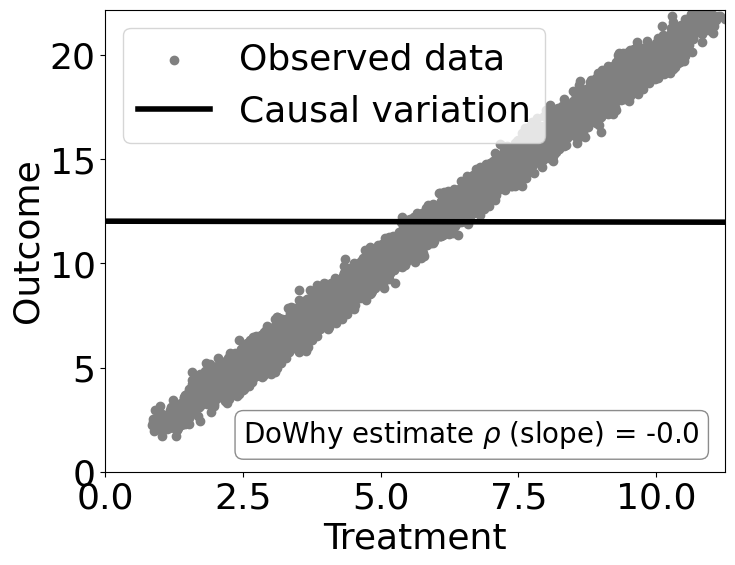 Observed data
Causal variation
Outcome
20
15
10
5
0
DoWhy estimate ρ (slope) = -0.0
0.0 2.5 5.0 7.5 10.0
Treatment